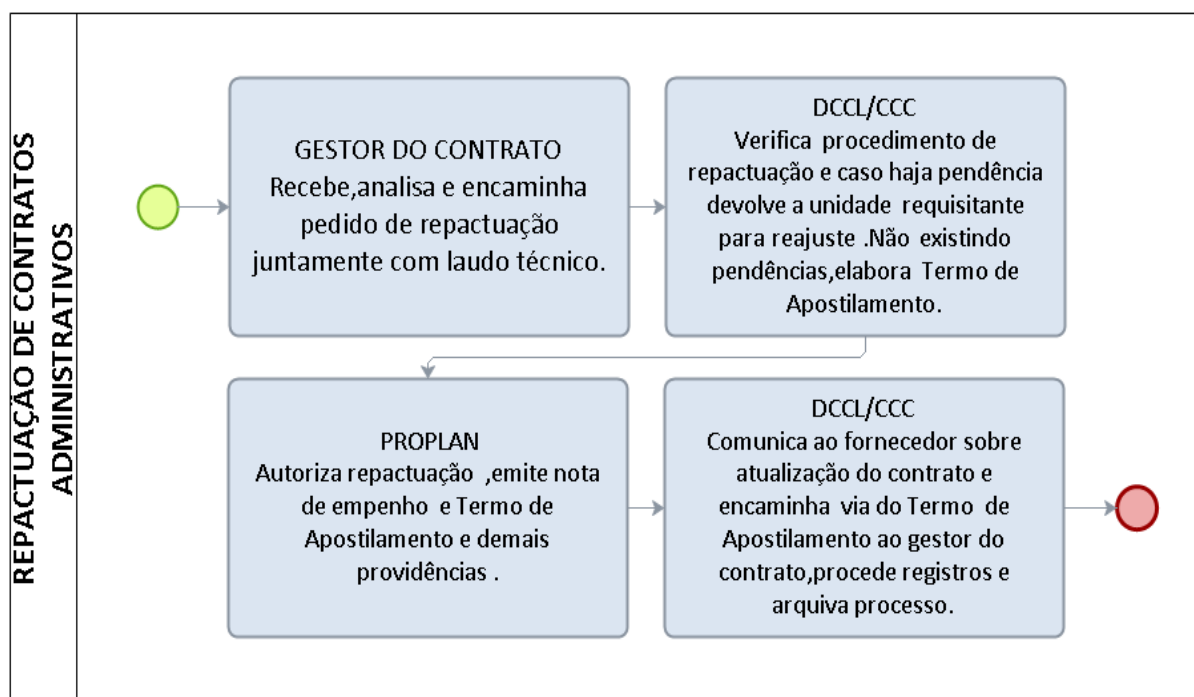 REPACTUAÇÃO DE CONTRATOS
ADMINISTRATIVOS
GESTOR DO CONTRATO
Recebe,analisa e encaminha
pedido de repactuação
juntamente com laudo técnico.
DCCL/CCC
Verifica procedimento de
repactuação e caso haja pendência
devolve a unidade requisitante
para reajuste .Não existindo
pendências,elabora Termo de
Apostilamento.
PROPLAN
Autoriza repactuação ,emite nota
de empenho e Termo de
Apostilamento e demais
providências .
DCCL/CCC
Comunica ao fornecedor sobre
atualização do contrato e
encaminha via do Termo de
Apostilamento ao gestor do
contrato,procede registros e
arquiva processo.